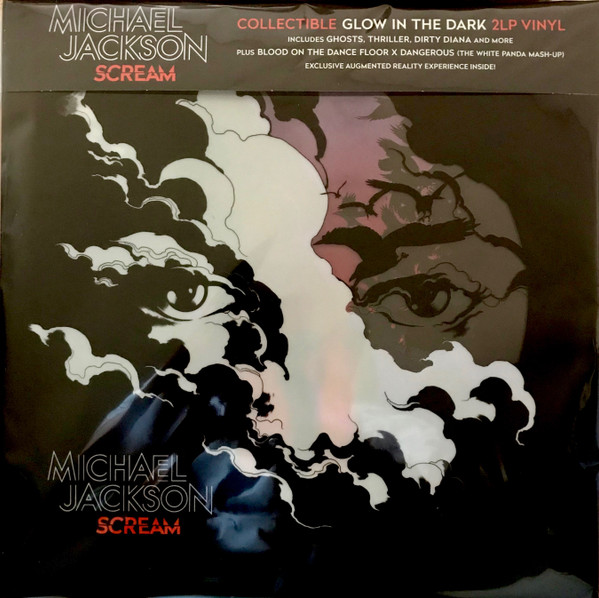 MICHAEL
JACKSON
SCREAM
COLLECTIBLE GLOW IN THE DARK 2LP VINYL
INCLUDES GHOSTS, THRILLER, DIRTY DIANA AND MORE
PLUS BLOOD ON THE DANCE FLOOR X DANGEROUS (THE WHITE PANDA MASH-UP)
EXCLUSIVE AUGMENTED REALITY EXPERIENCE INSIDE!
MICHAEL
JACKSON
SCREAM